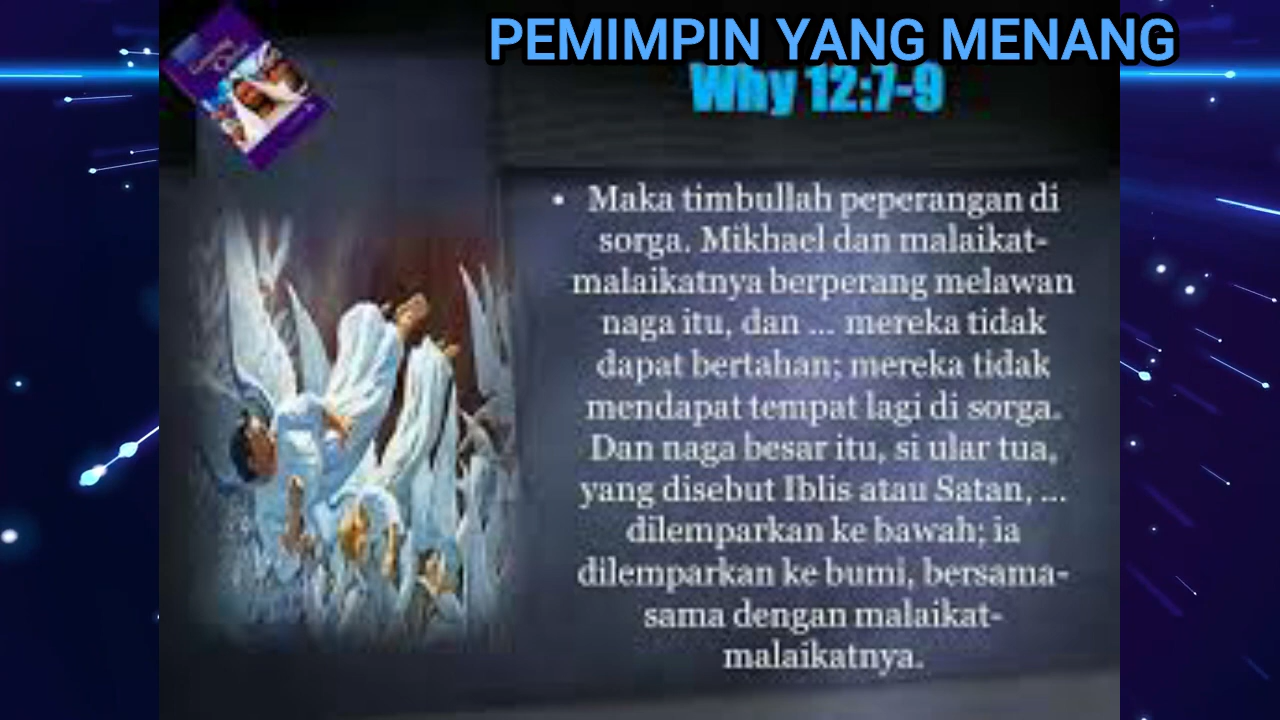 PEMIMPIN YANG MENANG
Why 12:7-9
• Maka timbullah peperangan di
sorga. Mikhael dan malaikat-
malaikatnya berperang melawan
naga itu, dan ... mereka tidak
dapat bertahan; mereka tidak
mendapat tempat lagi di sorga.
Dan naga besar itu, si ular tua,
yang disebut Iblis atau Satan, ...
dilemparkan ke bawah; ia
dilemparkan ke bumi, bersama-
sama dengan malaikat-
malaikatnya.